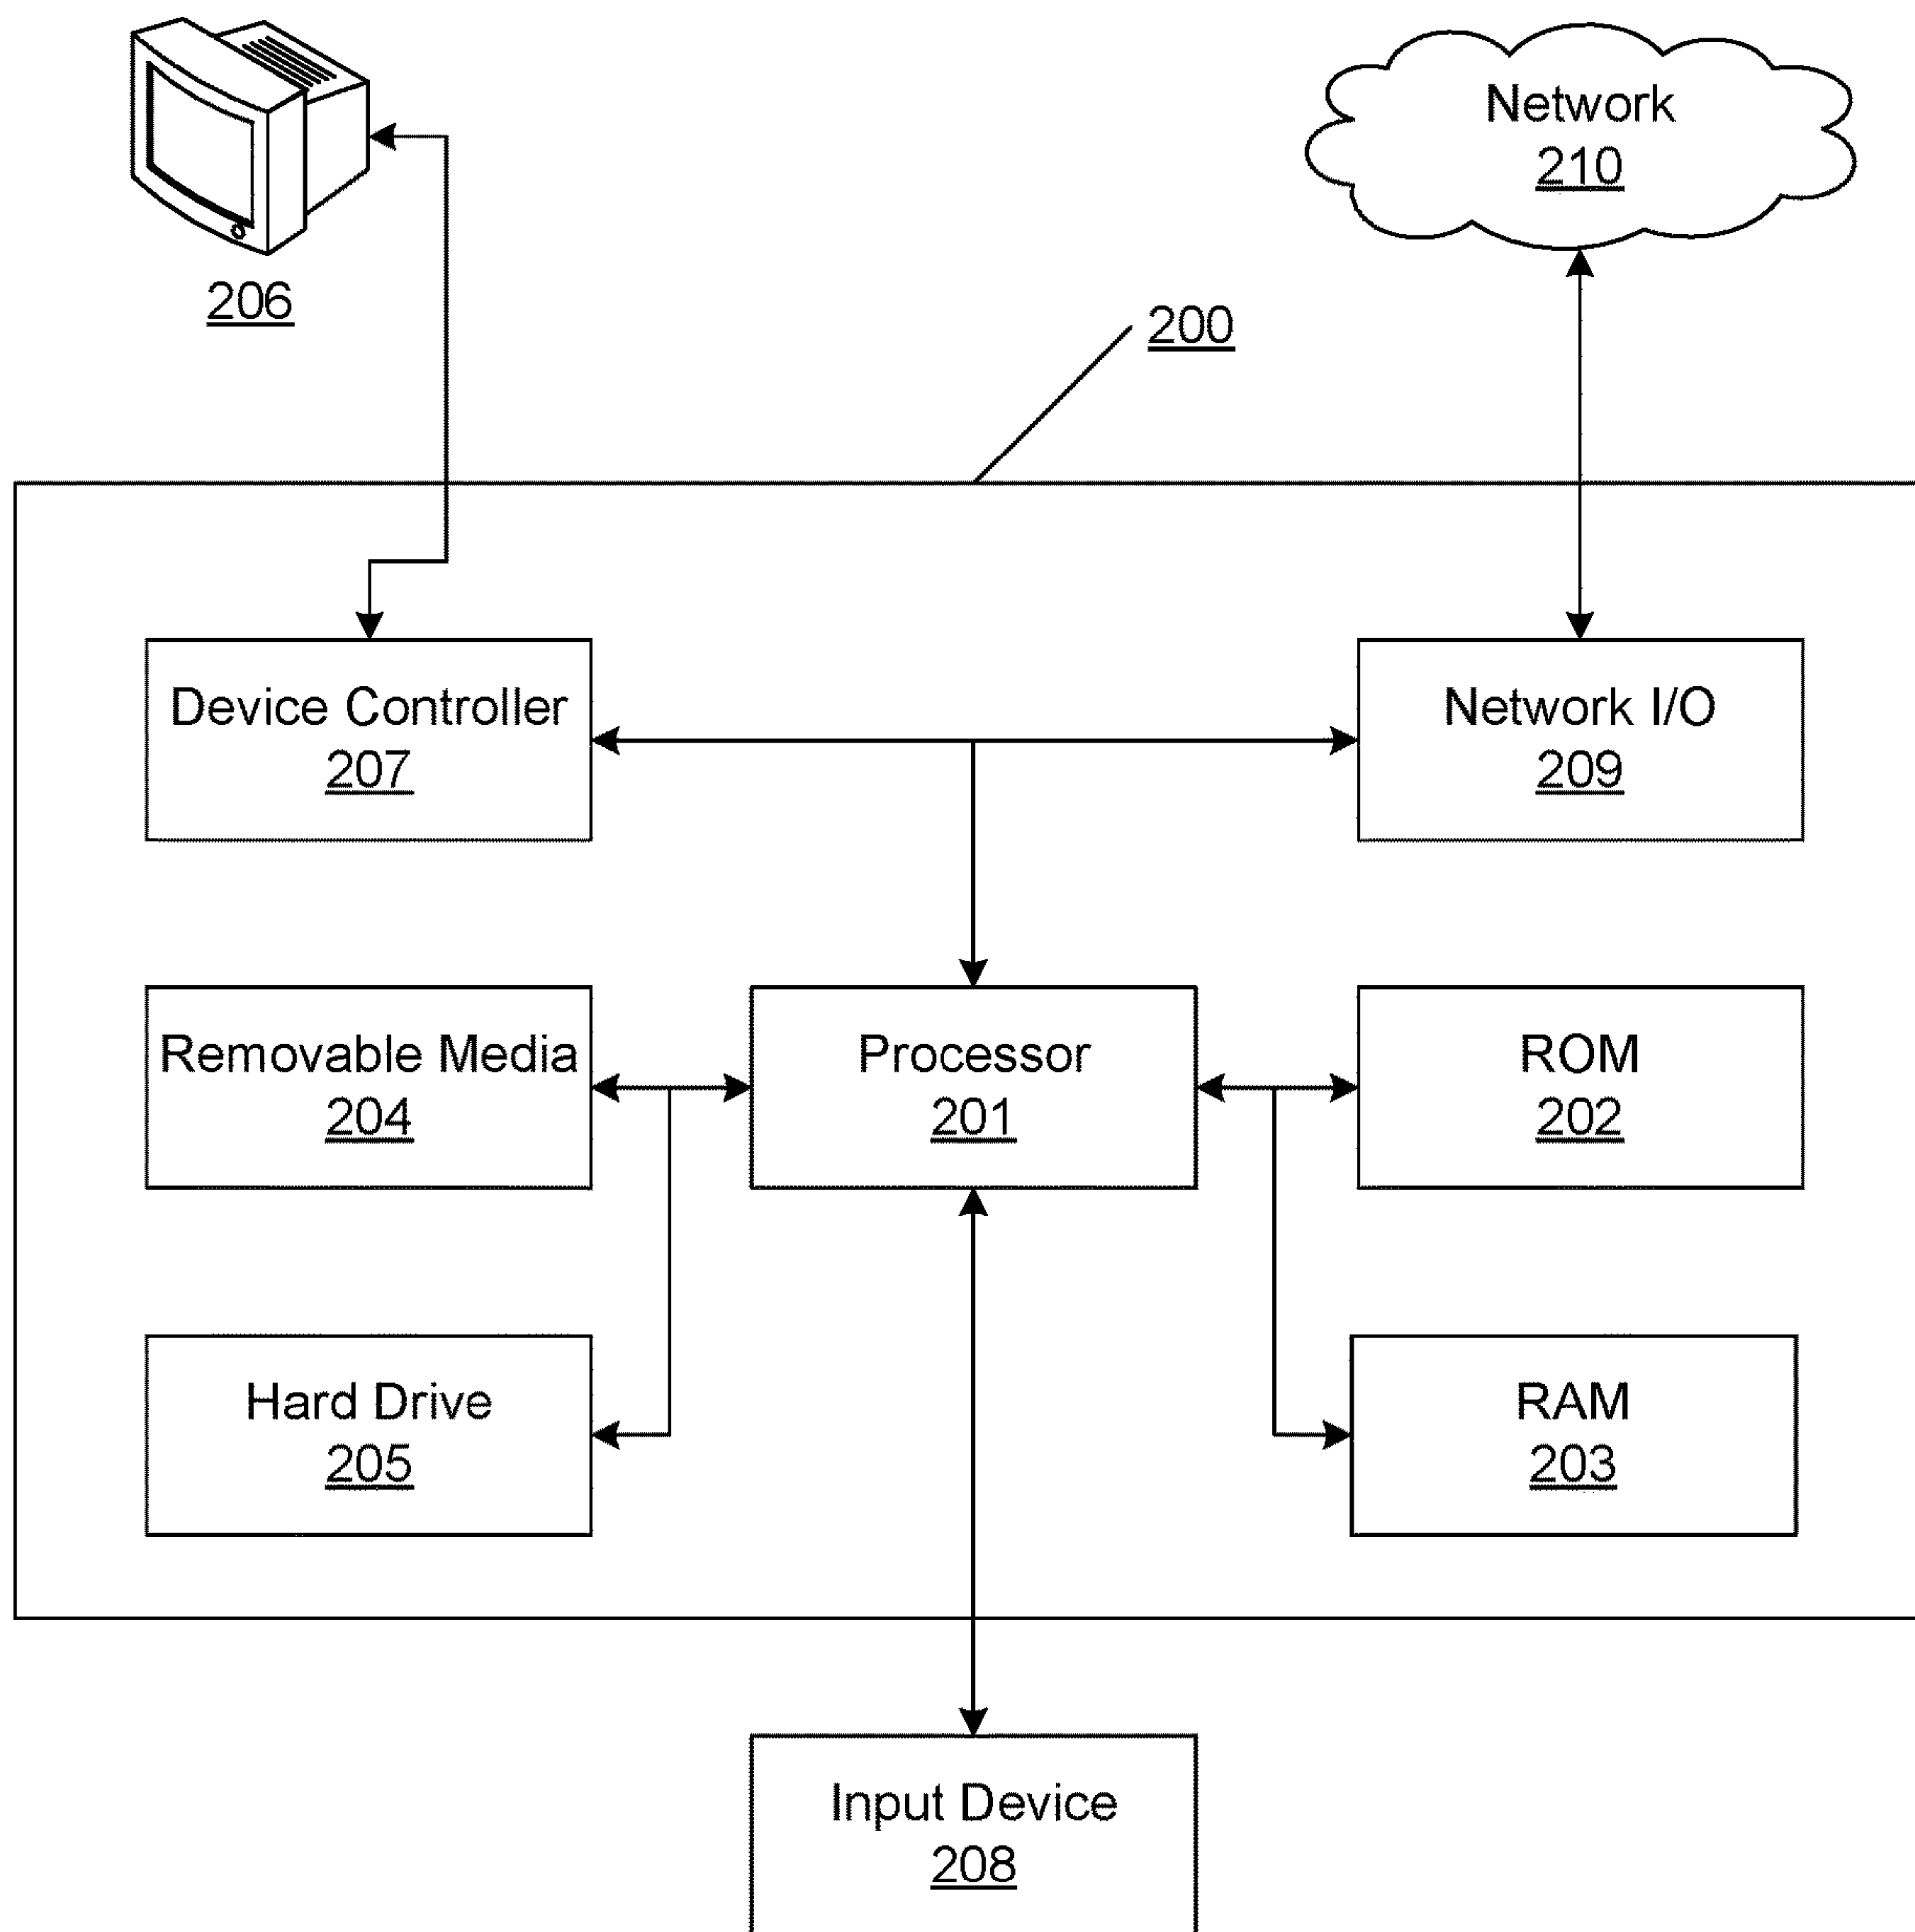 Network
210
206
200
Device Controller
207
Network I/O
209
Removable Media
204
Processor
201
ROM
202
Hard Drive
205
RAM
203
Input Device
208